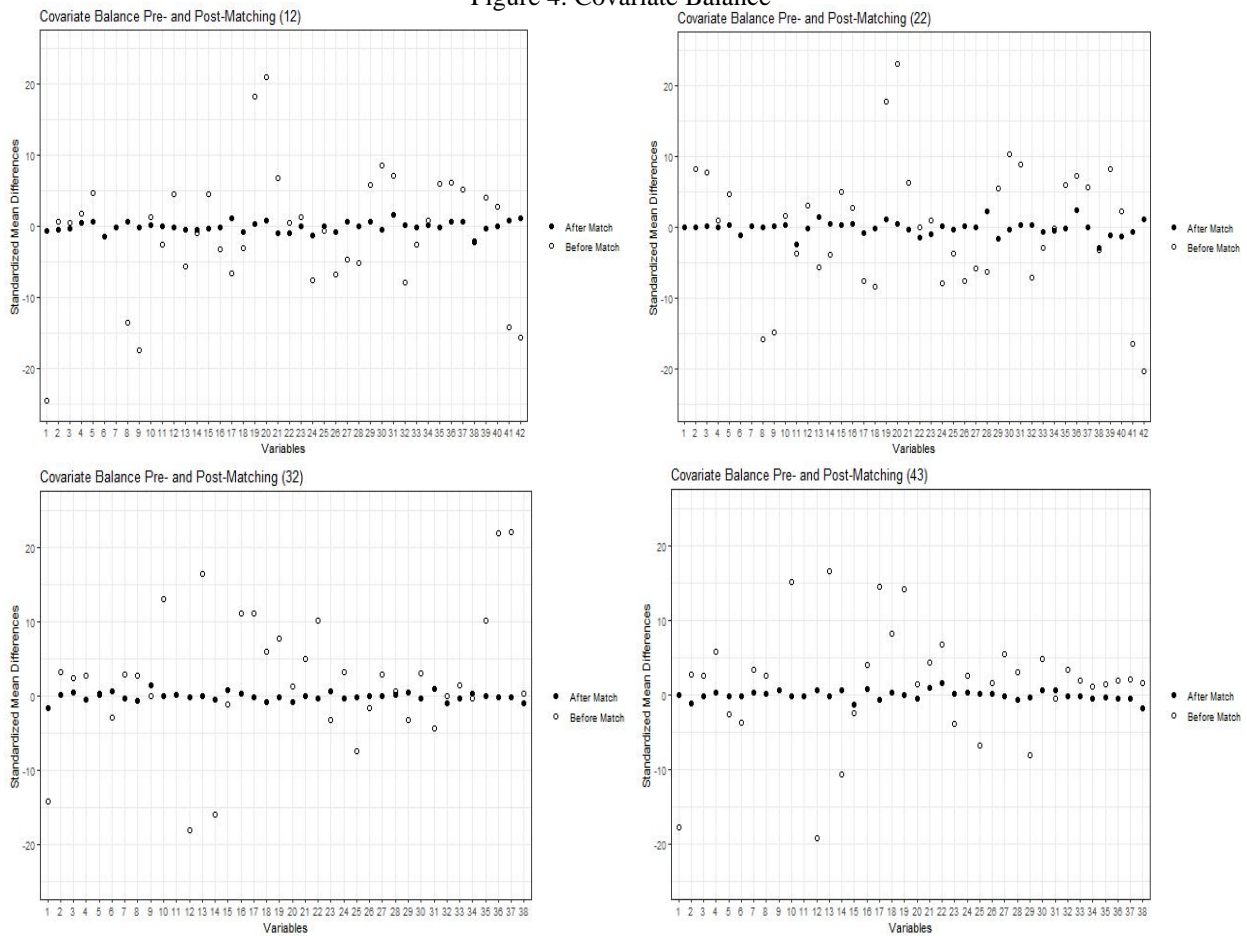 Figure 4: Covariate Balance
Covariate Balance Pre- and Post-Matching (12)
Standardized Mean Differences
20
10
0
-10
-20
1 2 3 4 5 6 7 8 9 10 11 12 13 14 15 16 17 18 19 20 21 22 23 24 25 26 27 28 29 30 31 32 33 34 35 36 37 38 39 40 41 42
Variables
After Match
Before Match
Covariate Balance Pre- and Post-Matching (22)
Standardized Mean Differences
20
10
0
-10
-20
1 2 3 4 5 6 7 8 9 10 11 12 13 14 15 16 17 18 19 20 21 22 23 24 25 26 27 28 29 30 31 32 33 34 35 36 37 38 39 40 41 42
Variables
After Match
Before Match
Covariate Balance Pre- and Post-Matching (32)
Standardized Mean Differences
20
10
0
-10
-20
1 2 3 4 5 6 7 8 9 10 11 12 13 14 15 16 17 18 19 20 21 22 23 24 25 26 27 28 29 30 31 32 33 34 35 36 37 38
Variables
After Match
Before Match
Covariate Balance Pre- and Post-Matching (43)
Standardized Mean Differences
20
10
0
-10
-20
1 2 3 4 5 6 7 8 9 10 11 12 13 14 15 16 17 18 19 20 21 22 23 24 25 26 27 28 29 30 31 32 33 34 35 36 37 38
Variables
After Match
Before Match